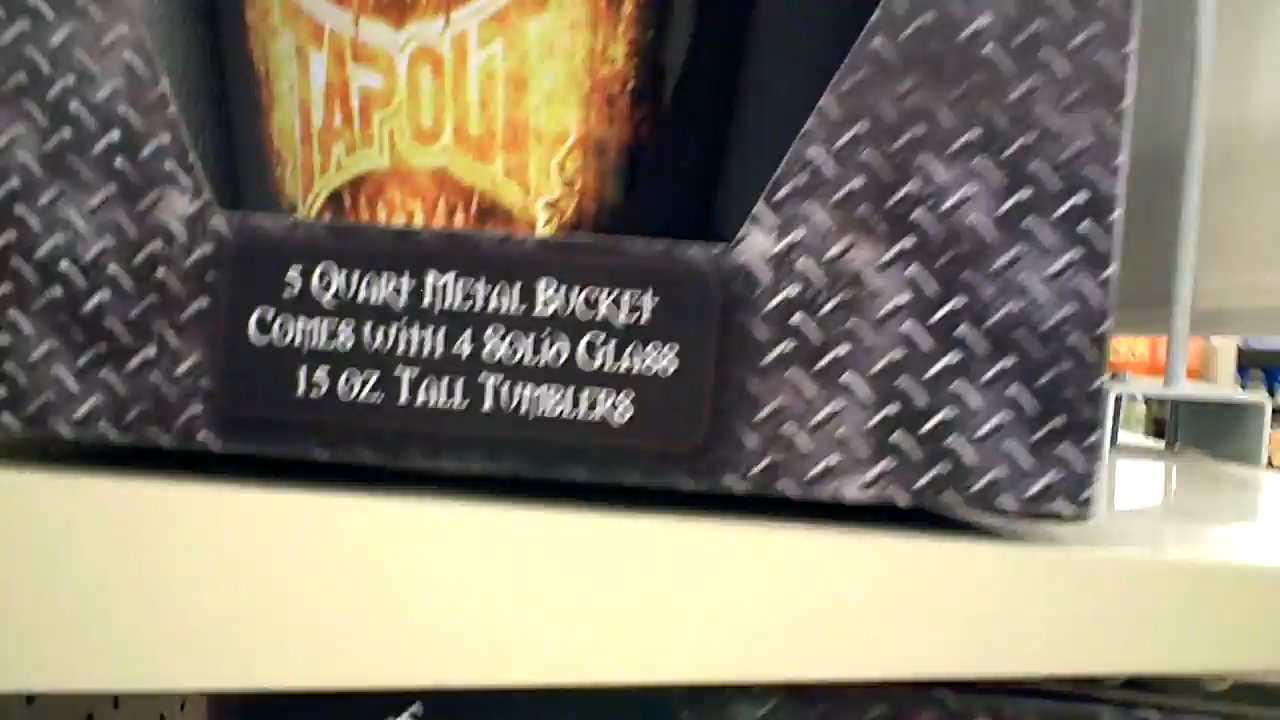 TAPOUT
5 QUART METAL BUCKET
COMES WITH 4 SOLID GLASS
15 OZ. TALL TUMBLERS